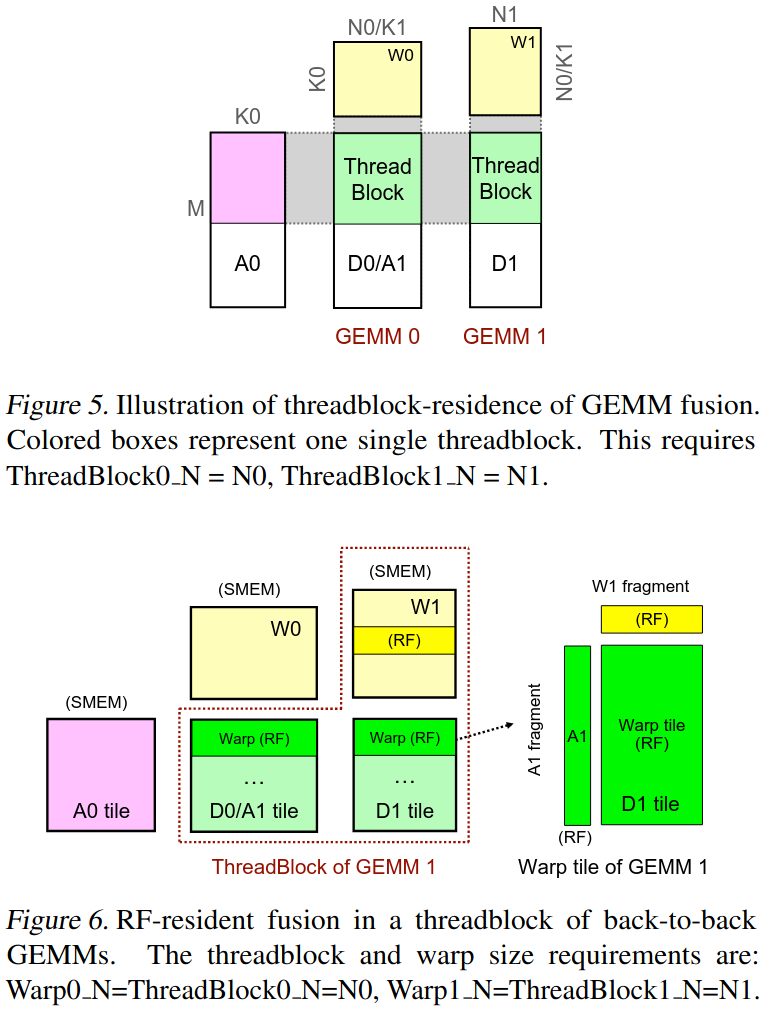 N0/K1
N1
K0
W0
W1
N0/K1
K0
M
Thread
Block
Thread
Block
A0
D0/A1
D1
GEMM 0
GEMM 1
Figure 5. Illustration of threadblock-residence of GEMM fusion.
Colored boxes represent one single threadblock. This requires
ThreadBlock0_N = N0, ThreadBlock1_N = N1.
(SMEM)
(SMEM)
(SMEM)
W0
W1
(RF)
Warp (RF)
...
D0/A1 tile
Warp (RF)
...
D1 tile
A0 tile
ThreadBlock of GEMM 1
W1 fragment
(RF)
A1 fragment
A1
(RF)
Warp tile
(RF)
D1 tile
Warp tile of GEMM 1
Figure 6. RF-resident fusion in a threadblock of back-to-back
GEMMs. The threadblock and warp size requirements are:
Warp0_N=ThreadBlock0_N=N0, Warp1_N=ThreadBlock1_N=N1.